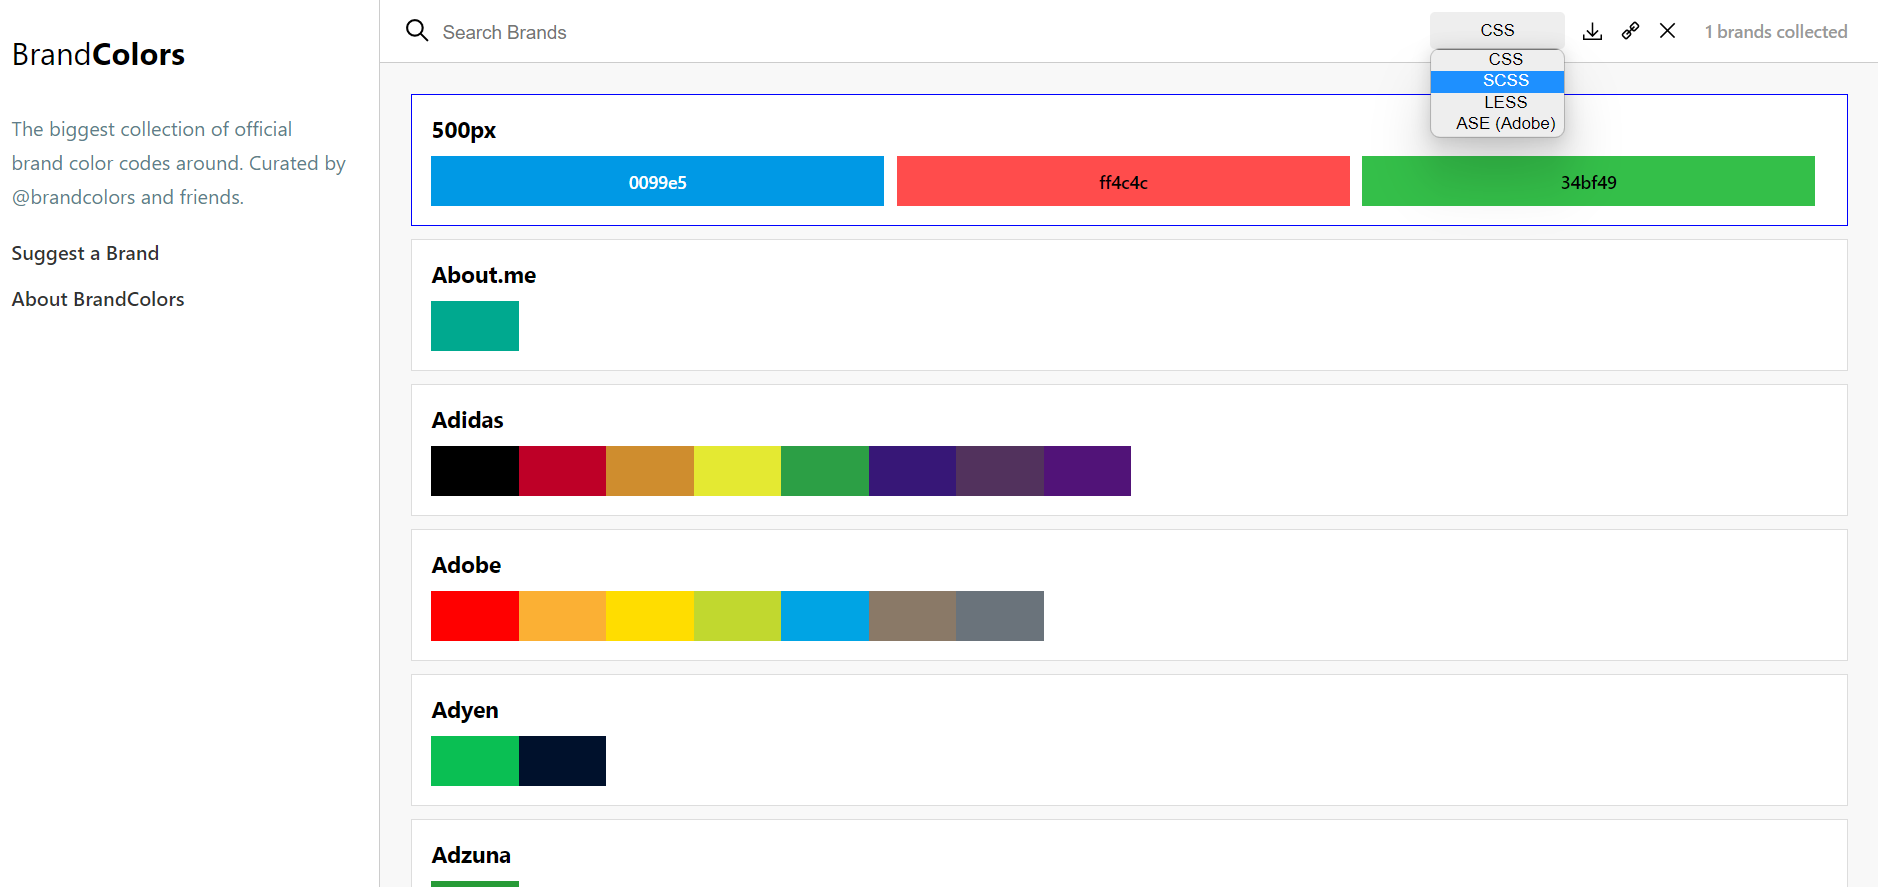 BrandColors
The biggest collection of official
brand color codes around. Curated by
@brandcolors and friends.
Suggest a Brand
About BrandColors
Search Brands
CSS
1 brands collected
CSS
SCSS
LESS
ASE (Adobe)
500px
0099e5
ff4c4c
34bf49
About.me
Adidas
Adobe
Adyen
Adzuna